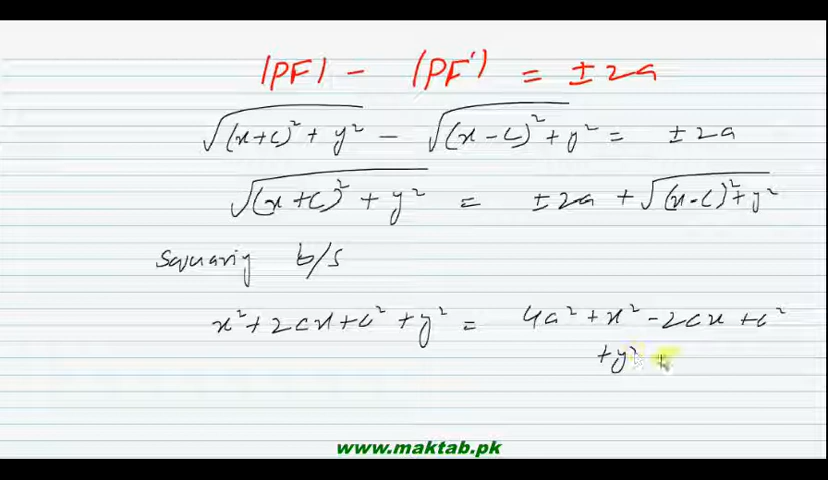 |PF| - |PF'| = ±2a
√(x+c)² + y² - √(x-c)² + y² = ±2a
√(x+c)² + y² = ±2a + √(x-c)² + y²
Squaring b/s
x² + 2cx + c² + y² = 4a² + x² - 2cx + c²
+ y² +
www.maktab.pk